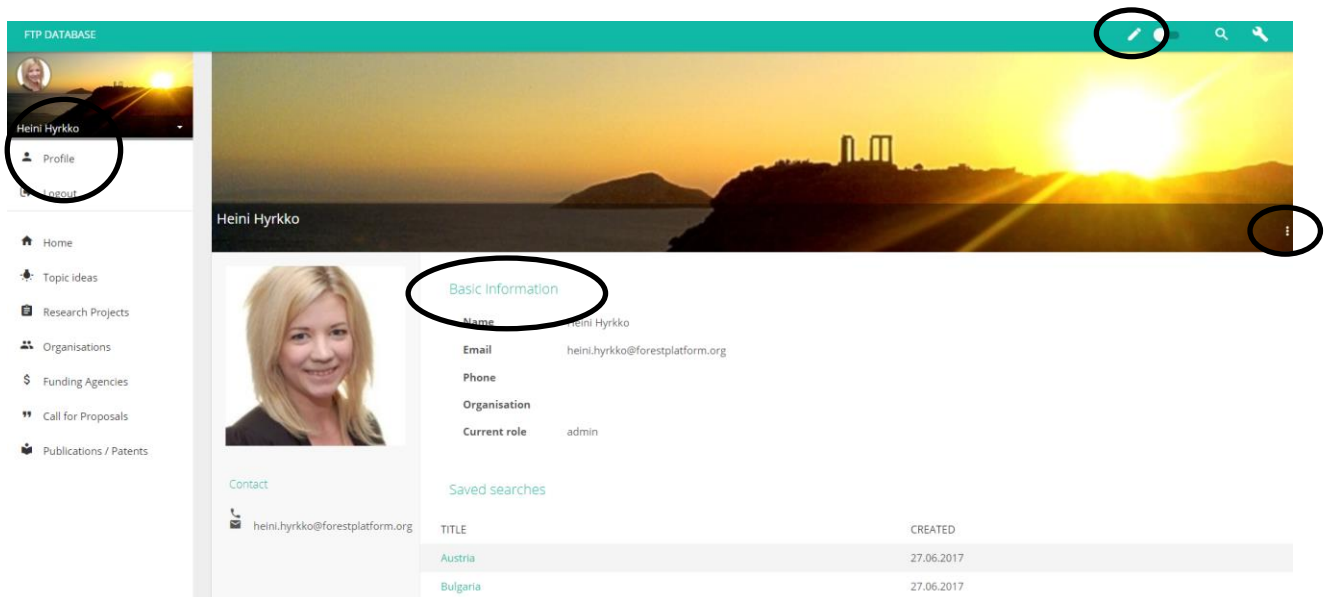 FTP DATABASE
Heini Hyrkko
Profile
Logout
Home
Topic ideas
Research Projects
Organisations
Funding Agencies
Call for Proposals
Publications / Patents
Heini Hyrkko
Contact
heini.hyrkko@forestplatform.org
Basic Information
Name Heini Hyrkko
Email heini.hyrkko@forestplatform.org
Phone
Organisation
Current role admin
Saved searches
TITLE CREATED
Austria 27.06.2017
Bulgaria 27.06.2017